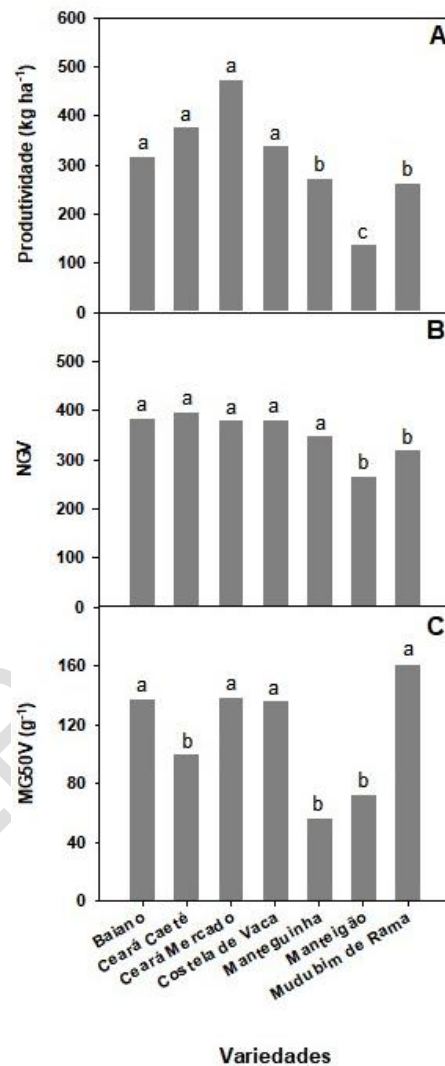 A
600
500
400
300
200
100
0
Produtividade (kg ha⁻¹)
a a a a b c b
B
500
400
300
200
100
0
NGV
a a a a a b b
C
160
120
80
40
0
MG50V (g⁻¹)
a b a a b b a
Baiano
Ceará Caeté
Ceará Mercado
Costela de Vaca
Manteguinha
Manteigão
Mudubim de Rama
Variedades